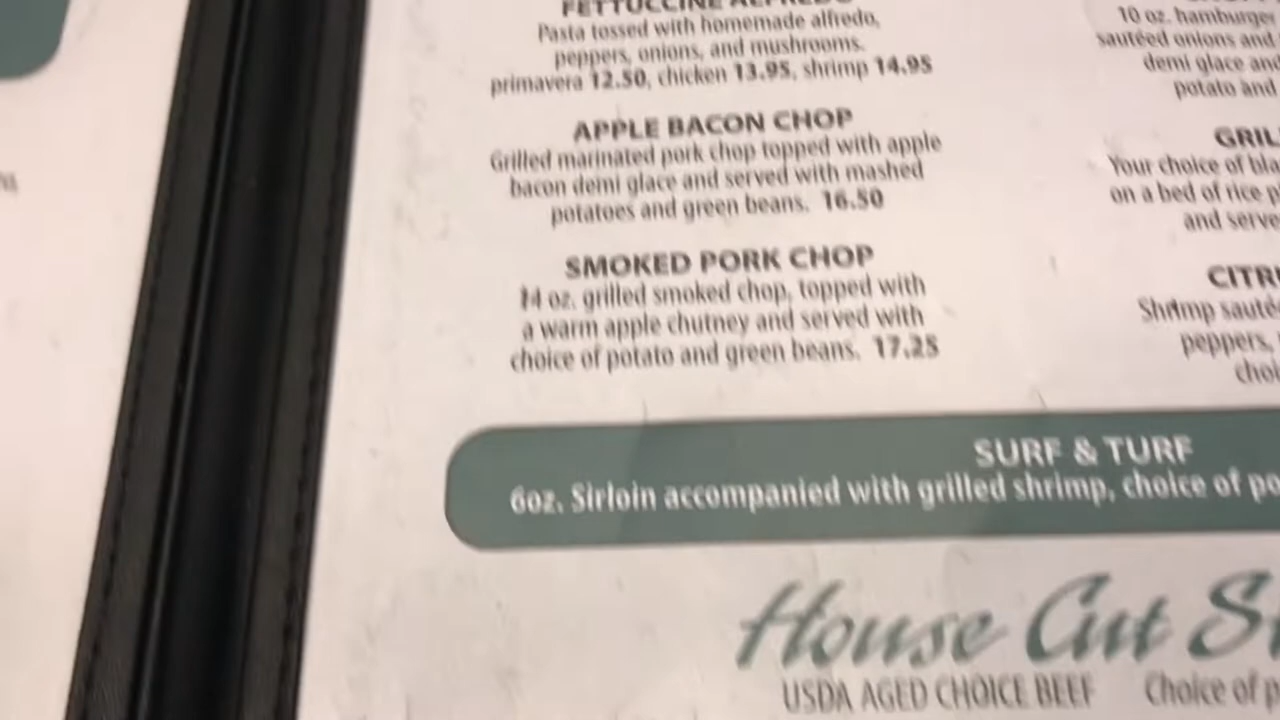 FETTUCCINE ALFREDO
Pasta tossed with homemade alfredo,
peppers, onions, and mushrooms.
primavera 12.50, chicken 13.95, shrimp 14.95
APPLE BACON CHOP
Grilled marinated pork chop topped with apple
bacon demi glace and served with mashed
potatoes and green beans. 16.50
SMOKED PORK CHOP
14 oz. grilled smoked chop, topped with
a warm apple chutney and served with
choice of potato and green beans. 17.25
10 oz. hamburger
sautéed onions and
demi glace and
potato and
Your choice of
on a bed of rice
and
Shrimp
peppers,
SURF & TURF
6oz. Sirloin accompanied with grilled shrimp, choice of
House Cut
USDA AGED CHOICE BEEF Choice of